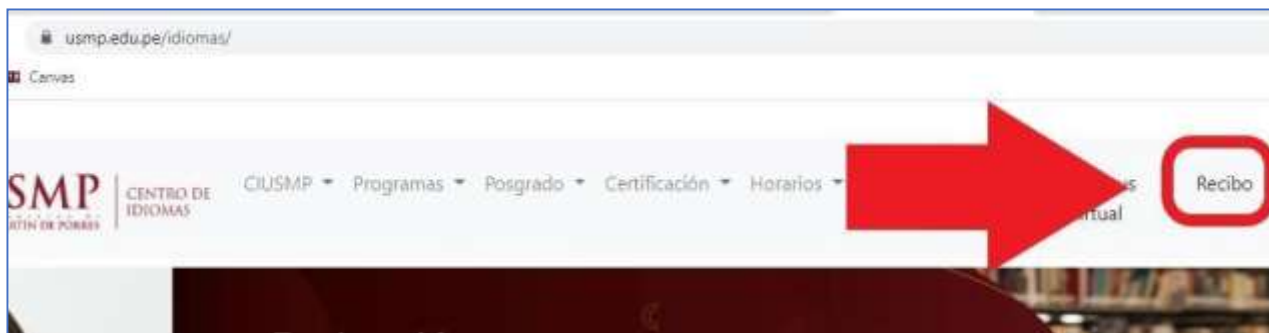 usmp.edu.pe/idiomas/
Canvas
SMP CENTRO DE
IDIOMAS
CIUSMP Programas Posgrado Certificación Horarios Recibo